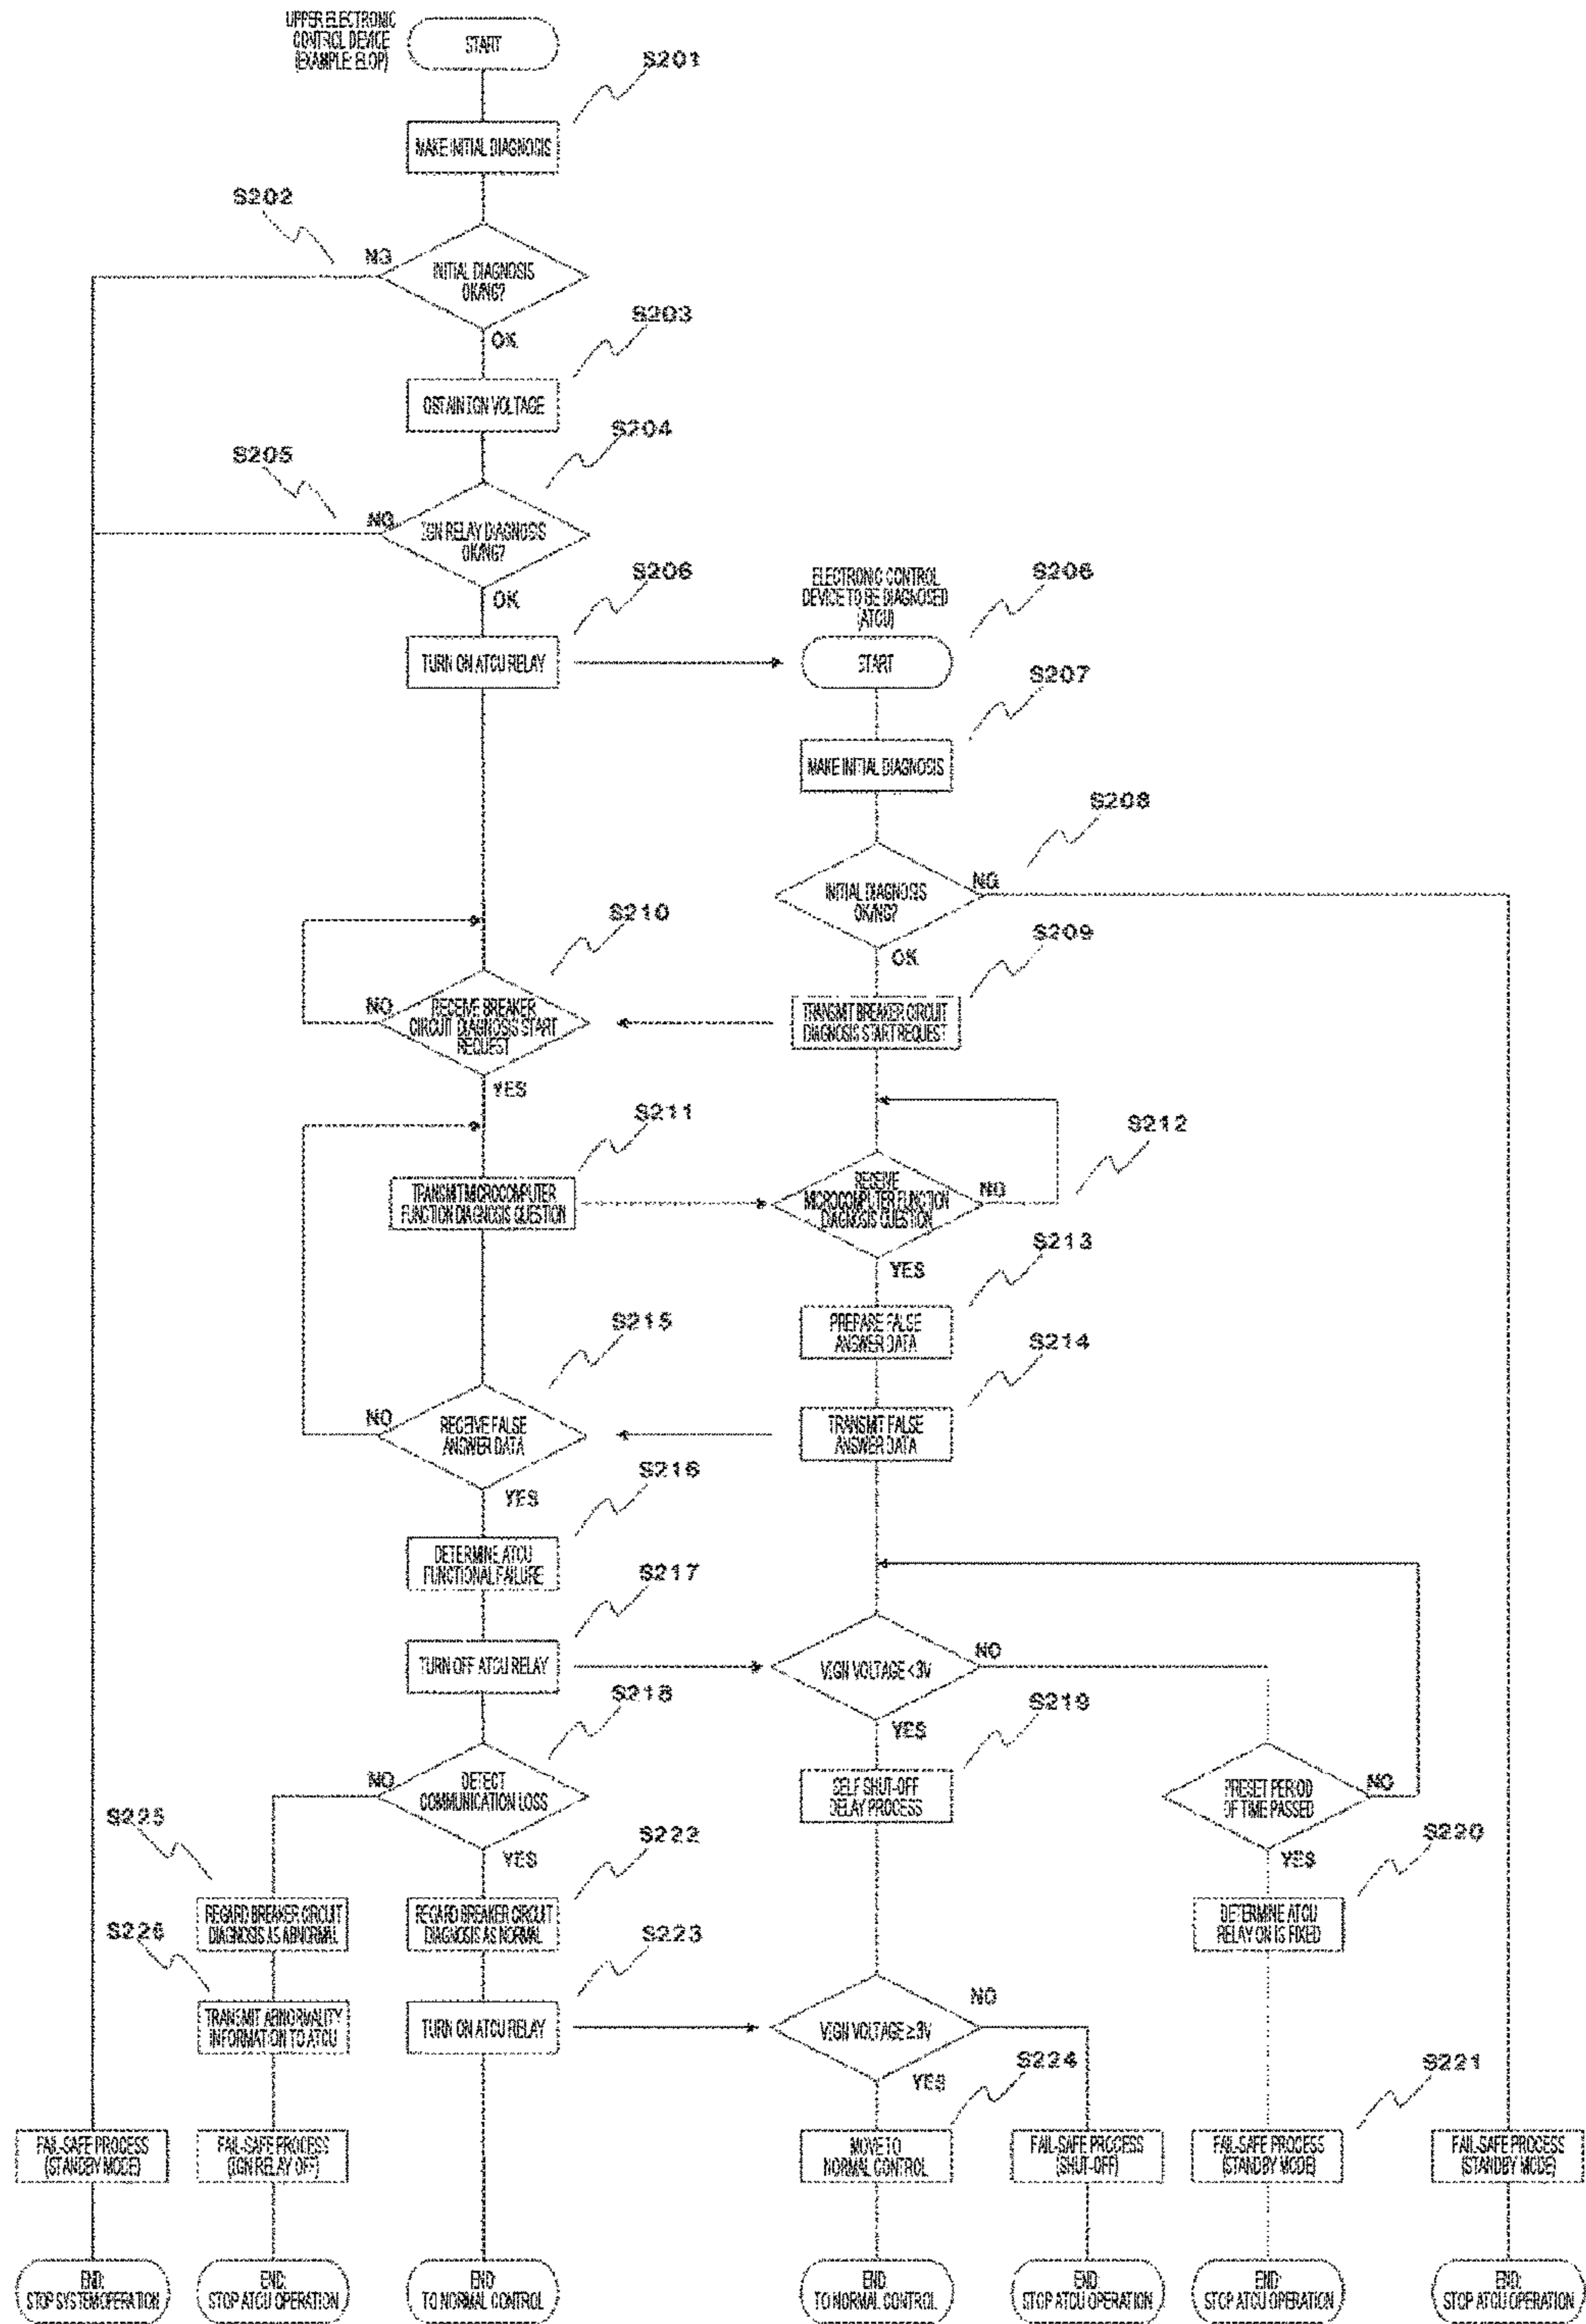 UPPER ELECTRONIC
CONTROL DEVICE
(EXAMPLE: ELOP)
START
S201
MAKE INITIAL DIAGNOSIS
S202
NG
INITIAL DIAGNOSIS
OK/NG?
OK
S203
OBTAIN IGN VOLTAGE
S204
S205
NG
IGN RELAY DIAGNOSIS
OK/NG?
OK
S206
TURN ON ATCU RELAY
ELECTRONIC CONTROL
DEVICE TO BE DIAGNOSED
(ATCU)
S206
START
S207
MAKE INITIAL DIAGNOSIS
S208
INITIAL DIAGNOSIS
OK/NG?
NG
OK
S209
S210
NO
RECEIVE BREAKER
CIRCUIT DIAGNOSIS START
REQUEST
YES
TRANSMIT BREAKER CIRCUIT
DIAGNOSIS START REQUEST
S211
TRANSMIT MICROCOMPUTER
FUNCTION DIAGNOSIS QUESTION
S212
RECEIVE
MICROCOMPUTER FUNCTION
DIAGNOSIS QUESTION
NO
YES
S213
PREPARE FALSE
ANSWER DATA
S214
TRANSMIT FALSE
ANSWER DATA
S215
NO
RECEIVE FALSE
ANSWER DATA
YES
S216
DETERMINE ATCU
FUNCTIONAL FAILURE
S217
TURN OFF ATCU RELAY
VIGN VOLTAGE <3V
NO
YES
S218
NO
DETECT
COMMUNICATION LOSS
YES
S219
SELF SHUT-OFF
DELAY PROCESS
PRESET PERIOD
OF TIME PASSED
NO
YES
S220
DETERMINE ATCU
RELAY ON IS FIXED
S225
REGARD BREAKER CIRCUIT
DIAGNOSIS AS ABNORMAL
S222
REGARD BREAKER CIRCUIT
DIAGNOSIS AS NORMAL
S226
TRANSMIT ABNORMALITY
INFORMATION TO ATCU
S223
TURN ON ATCU RELAY
VIGN VOLTAGE ≥3V
NO
YES
S224
S221
FAIL-SAFE PROCESS
(STANDBY MODE)
FAIL-SAFE PROCESS
(IGN RELAY OFF)
MOVE TO
NORMAL CONTROL
FAIL-SAFE PROCESS
(SHUT-OFF)
FAIL-SAFE PROCESS
(STANDBY MODE)
FAIL-SAFE PROCESS
(STANDBY MODE)
END:
STOP SYSTEM OPERATION
END:
STOP ATCU OPERATION
END:
TO NORMAL CONTROL
END:
TO NORMAL CONTROL
END:
STOP ATCU OPERATION
END:
STOP ATCU OPERATION
END:
STOP ATCU OPERATION